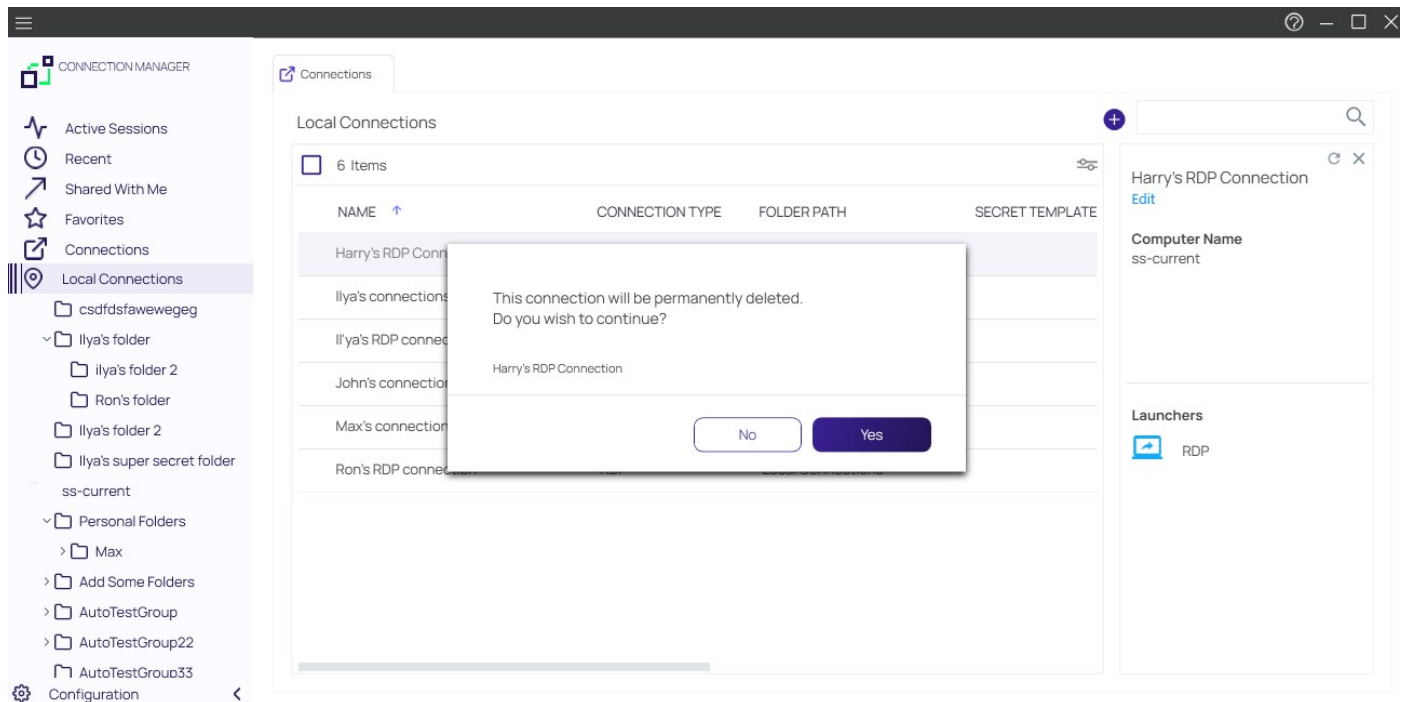 CONNECTION MANAGER
Active Sessions
Recent
Shared With Me
Favorites
Connections
Local Connections
csdfdsfawewegeg
Ilya's folder
ilya's folder 2
Ron's folder
Ilya's folder 2
Ilya's super secret folder
ss-current
Personal Folders
Max
Add Some Folders
AutoTestGroup
AutoTestGroup22
AutoTestGroup33
Configuration
Connections
Local Connections
6 Items
NAME CONNECTION TYPE FOLDER PATH SECRET TEMPLATE
Harry's RDP Conn
Ilya's connections
Il'ya's RDP connec
John's connection
Max's connection
Ron's RDP connection
This connection will be permanently deleted.
Do you wish to continue?
Harry's RDP Connection
No Yes
Harry's RDP Connection
Edit
Computer Name
ss-current
Launchers
RDP